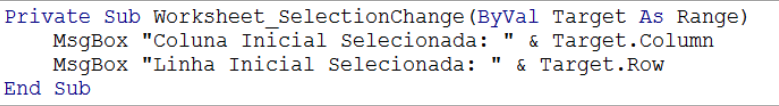 Private Sub Worksheet_SelectionChange(ByVal Target As Range)
    MsgBox "Coluna Inicial Selecionada: " & Target.Column
    MsgBox "Linha Inicial Selecionada: " & Target.Row
End Sub